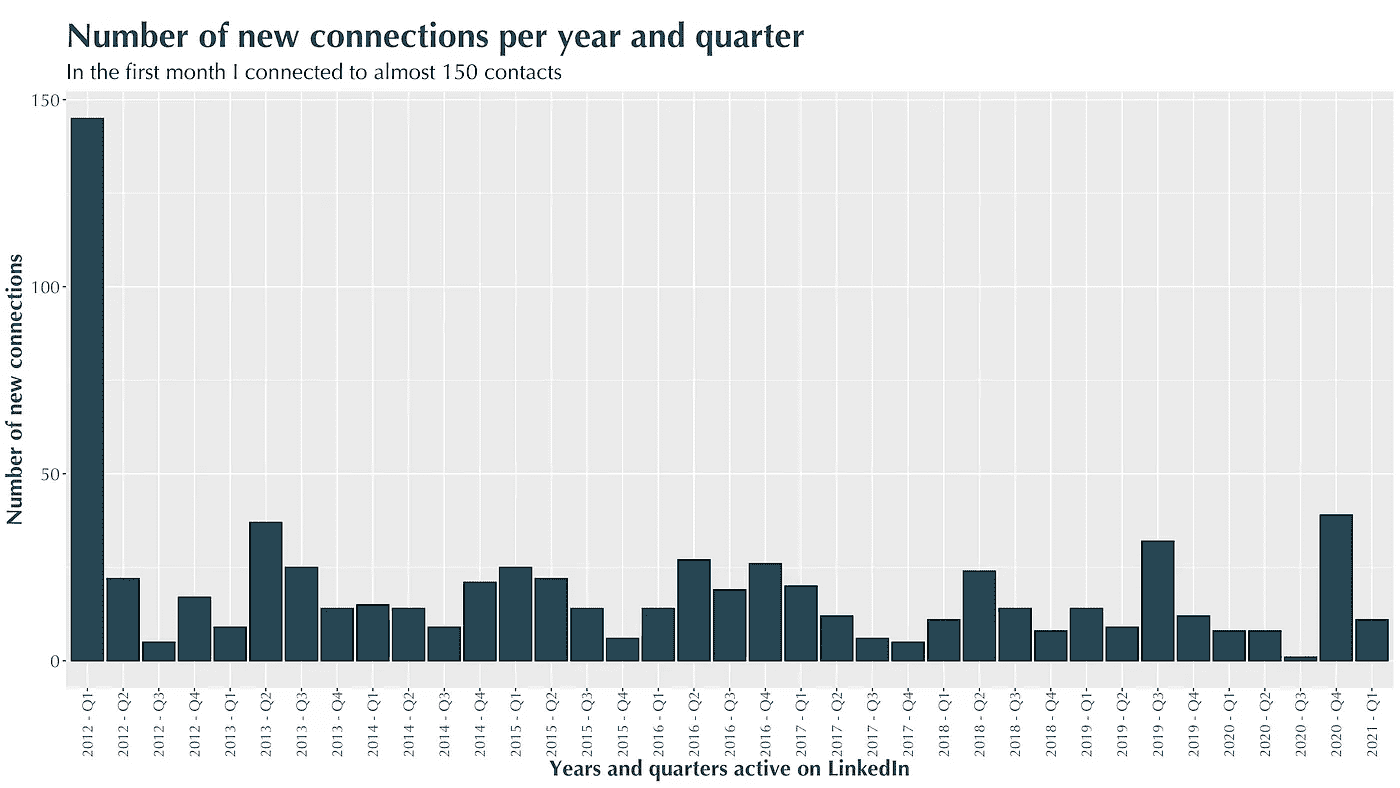 Number of new connections per year and quarter
In the first month I connected to almost 150 contacts
150
100
50
0
Number of new connections
2012 - Q1
2012 - Q2
2012 - Q3
2012 - Q4
2013 - Q1
2013 - Q2
2013 - Q3
2013 - Q4
2014 - Q1
2014 - Q2
2014 - Q3
2014 - Q4
2015 - Q1
2015 - Q2
2015 - Q3
2015 - Q4
2016 - Q1
2016 - Q2
2016 - Q3
2016 - Q4
2017 - Q1
2017 - Q2
2017 - Q3
2017 - Q4
2018 - Q1
2018 - Q2
2018 - Q3
2018 - Q4
2019 - Q1
2019 - Q2
2019 - Q3
2019 - Q4
2020 - Q1
2020 - Q2
2020 - Q3
2020 - Q4
2021 - Q1
Years and quarters active on LinkedIn